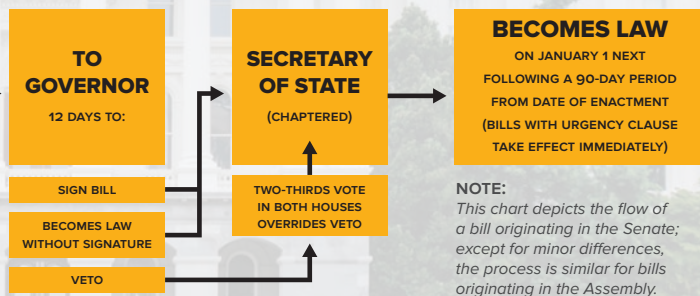 TO
GOVERNOR
12 DAYS TO:
SIGN BILL
BECOMES LAW
WITHOUT SIGNATURE
VETO
SECRETARY
OF STATE
(CHAPTERED)
TWO-THIRDS VOTE
IN BOTH HOUSES
OVERRIDES VETO
BECOMES LAW
ON JANUARY 1 NEXT
FOLLOWING A 90-DAY PERIOD
FROM DATE OF ENACTMENT
(BILLS WITH URGENCY CLAUSE
TAKE EFFECT IMMEDIATELY)
NOTE:
This chart depicts the flow of
a bill originating in the Senate;
except for minor differences,
the process is similar for bills
originating in the Assembly.